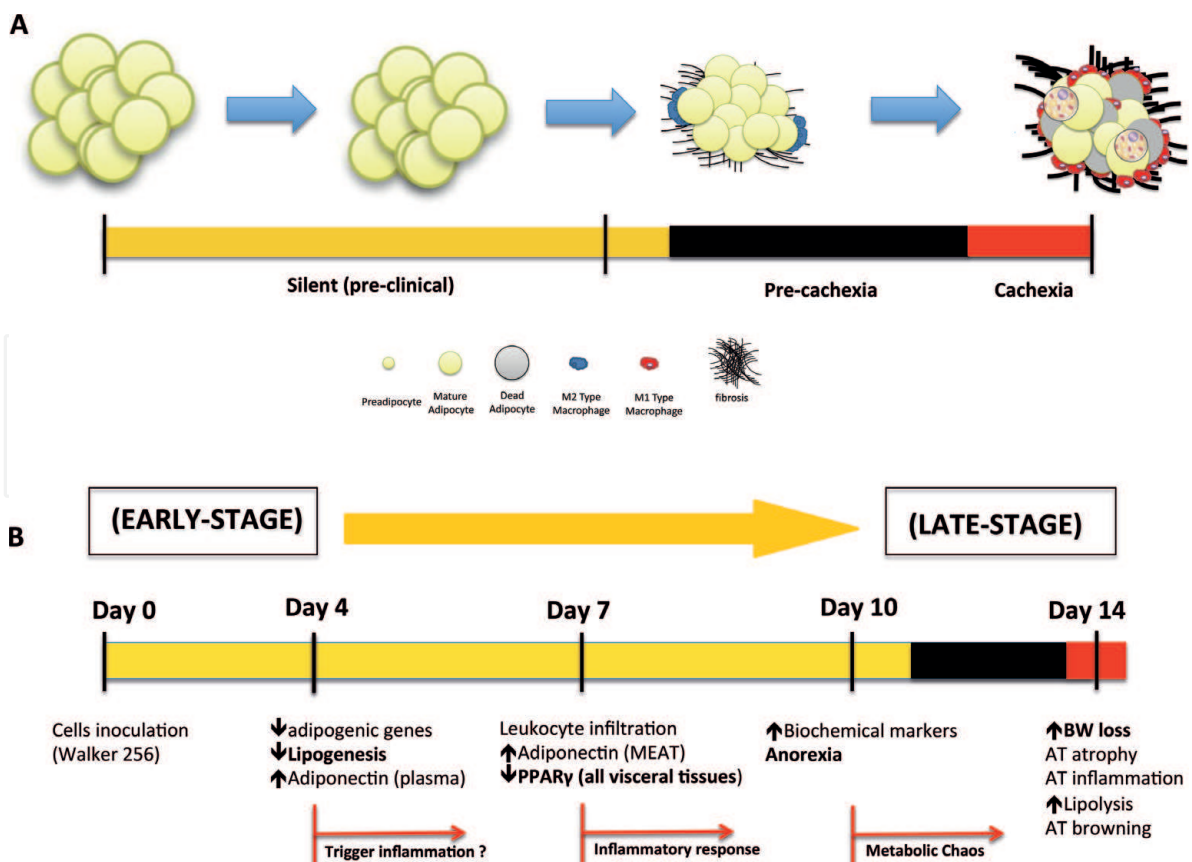 A
Silent (pre-clinical)
Pre-cachexia
Cachexia
Preadipocyte
Mature
Adipocyte
Dead
Adipocyte
M2 Type
Macrophage
M1 Type
Macrophage
fibrosis
(EARLY-STAGE)
(LATE-STAGE)
B
Day 0
Day 4
Day 7
Day 10
Day 14
Cells inoculation
(Walker 256)
↓adipogenic genes
↓Lipogenesis
↑Adiponectin (plasma)
Trigger inflammation ?
Leukocyte infiltration
↑Adiponectin (MEAT)
↓PPARγ (all visceral tissues)
Inflammatory response
↑Biochemical markers
Anorexia
Metabolic Chaos
↑BW loss
AT atrophy
AT inflammation
↑Lipolysis
AT browning